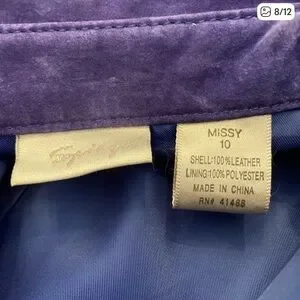 8/12
MISSY
10
SHELL:100%LEATHER
LINING:100%POLYESTER
MADE IN CHINA
RN# 41468